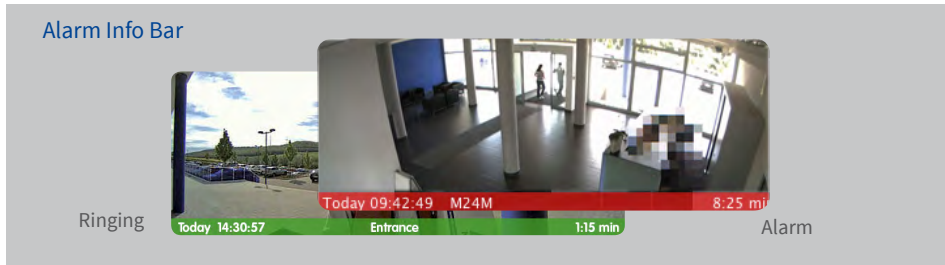 Alarm Info Bar
Today 09:42:49 M24M 8:25 min
Ringing
Today 14:30:57 Entrance 1:15 min
Alarm